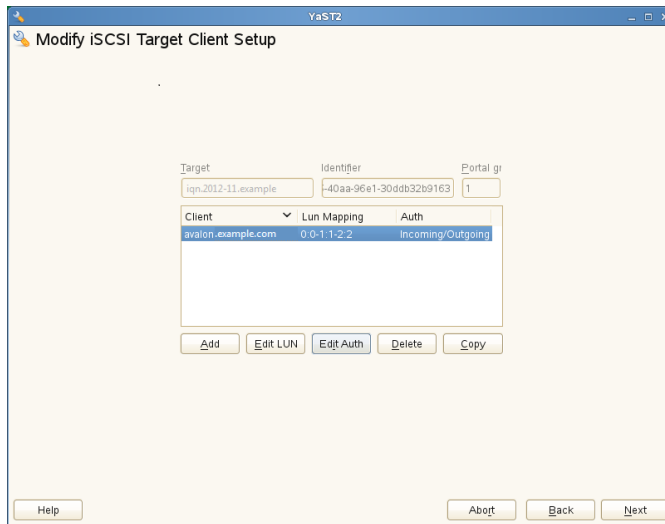 YaST2
Modify iSCSI Target Client Setup
Target Identifier Portal gr
iqn.2012-11.example -40aa-96e1-30ddb32b9163 1
Client Lun Mapping Auth
avalon.example.com 0:0-1:1-2:2 Incoming/Outgoing
Add Edit LUN Edit Auth Delete Copy
Help Abort Back Next